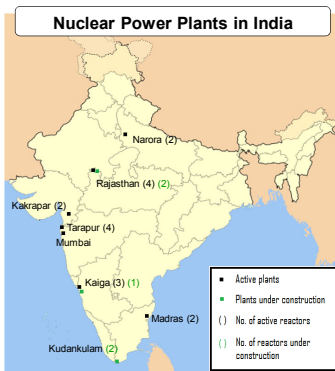 Nuclear Power Plants in India
Narora (2)
Rajasthan (4) (2)
Kakrapar (2)
Tarapur (4)
Mumbai
Kaiga (3) (1)
Madras (2)
Kudankulam (2)
Active plants
Plants under construction
( ) No. of active reactors
( ) No. of reactors under
construction